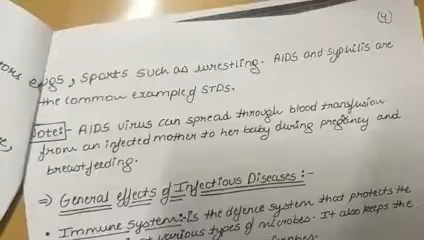 (4)
eggs, sports such as wrestling. AIDS and syphilis are
the common example of STDs.
Note:- AIDS virus can spread through blood transfusion
from an infected mother to her baby during pregnancy and
breastfeeding.
⇒ General effects of Infectious Diseases :-
• Immune System:- Is the defence system that protects the
various types of microbes. It also keeps the